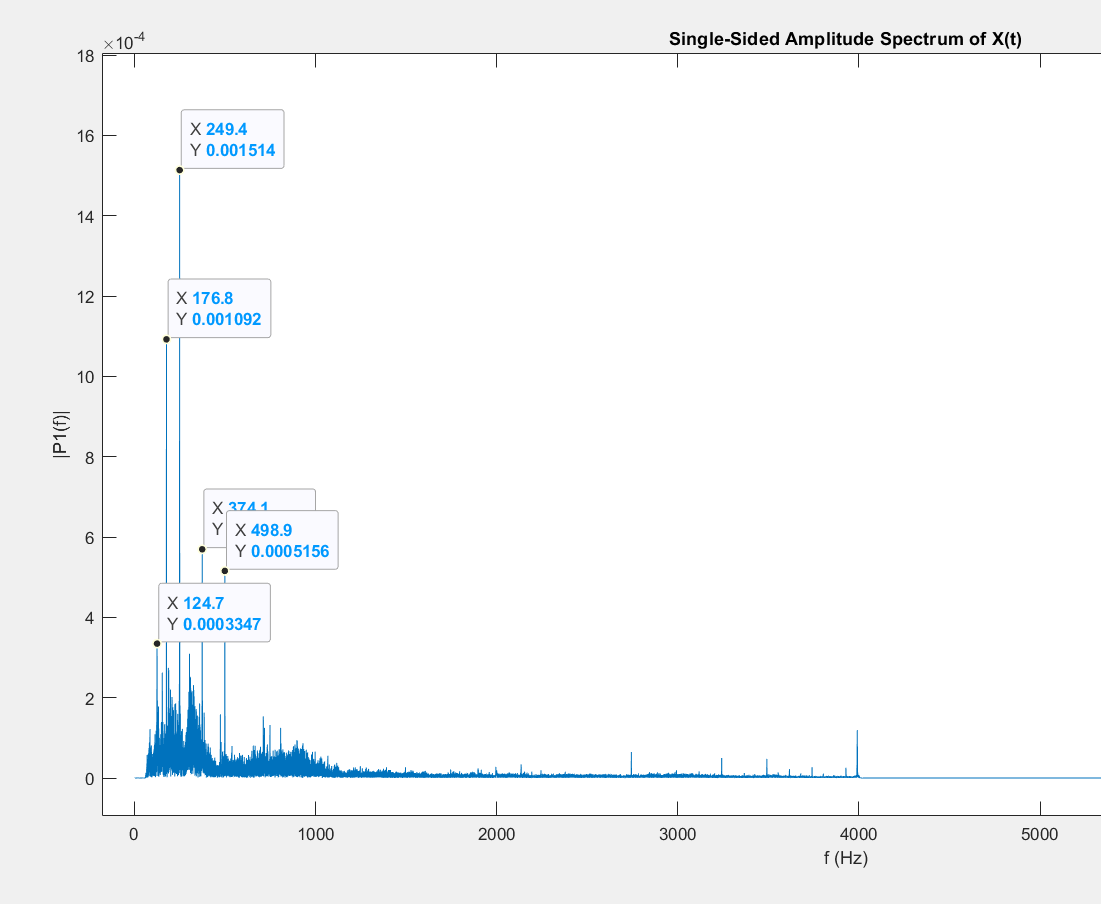 Single-Sided Amplitude Spectrum of X(t)
×10⁻⁴
18
16
14
12
10
8
6
4
2
0
|P1(f)|
X 249.4
Y 0.001514
X 176.8
Y 0.001092
X 374.1
Y
X 498.9
Y 0.0005156
X 124.7
Y 0.0003347
0 1000 2000 3000 4000 5000
f (Hz)